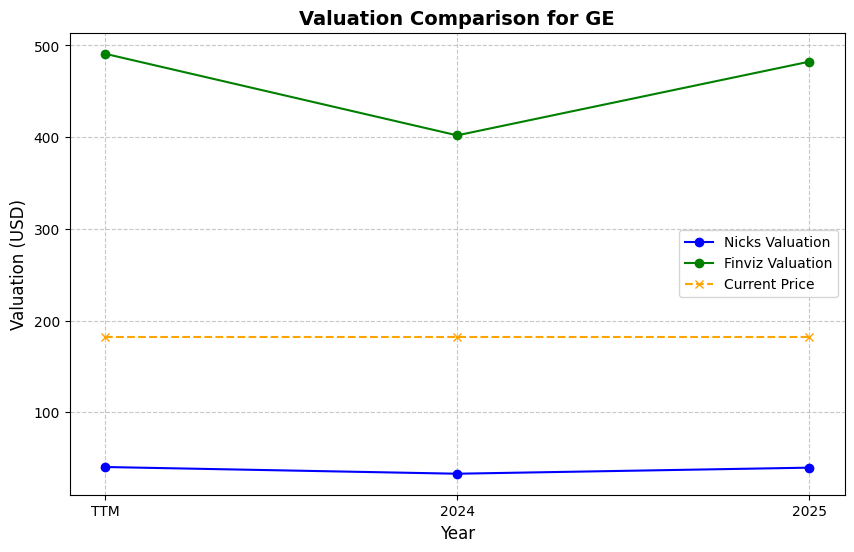 Valuation Comparison for GE
Valuation (USD)
500
400
300
200
100
Nicks Valuation
Finviz Valuation
Current Price
TTM
2024
2025
Year